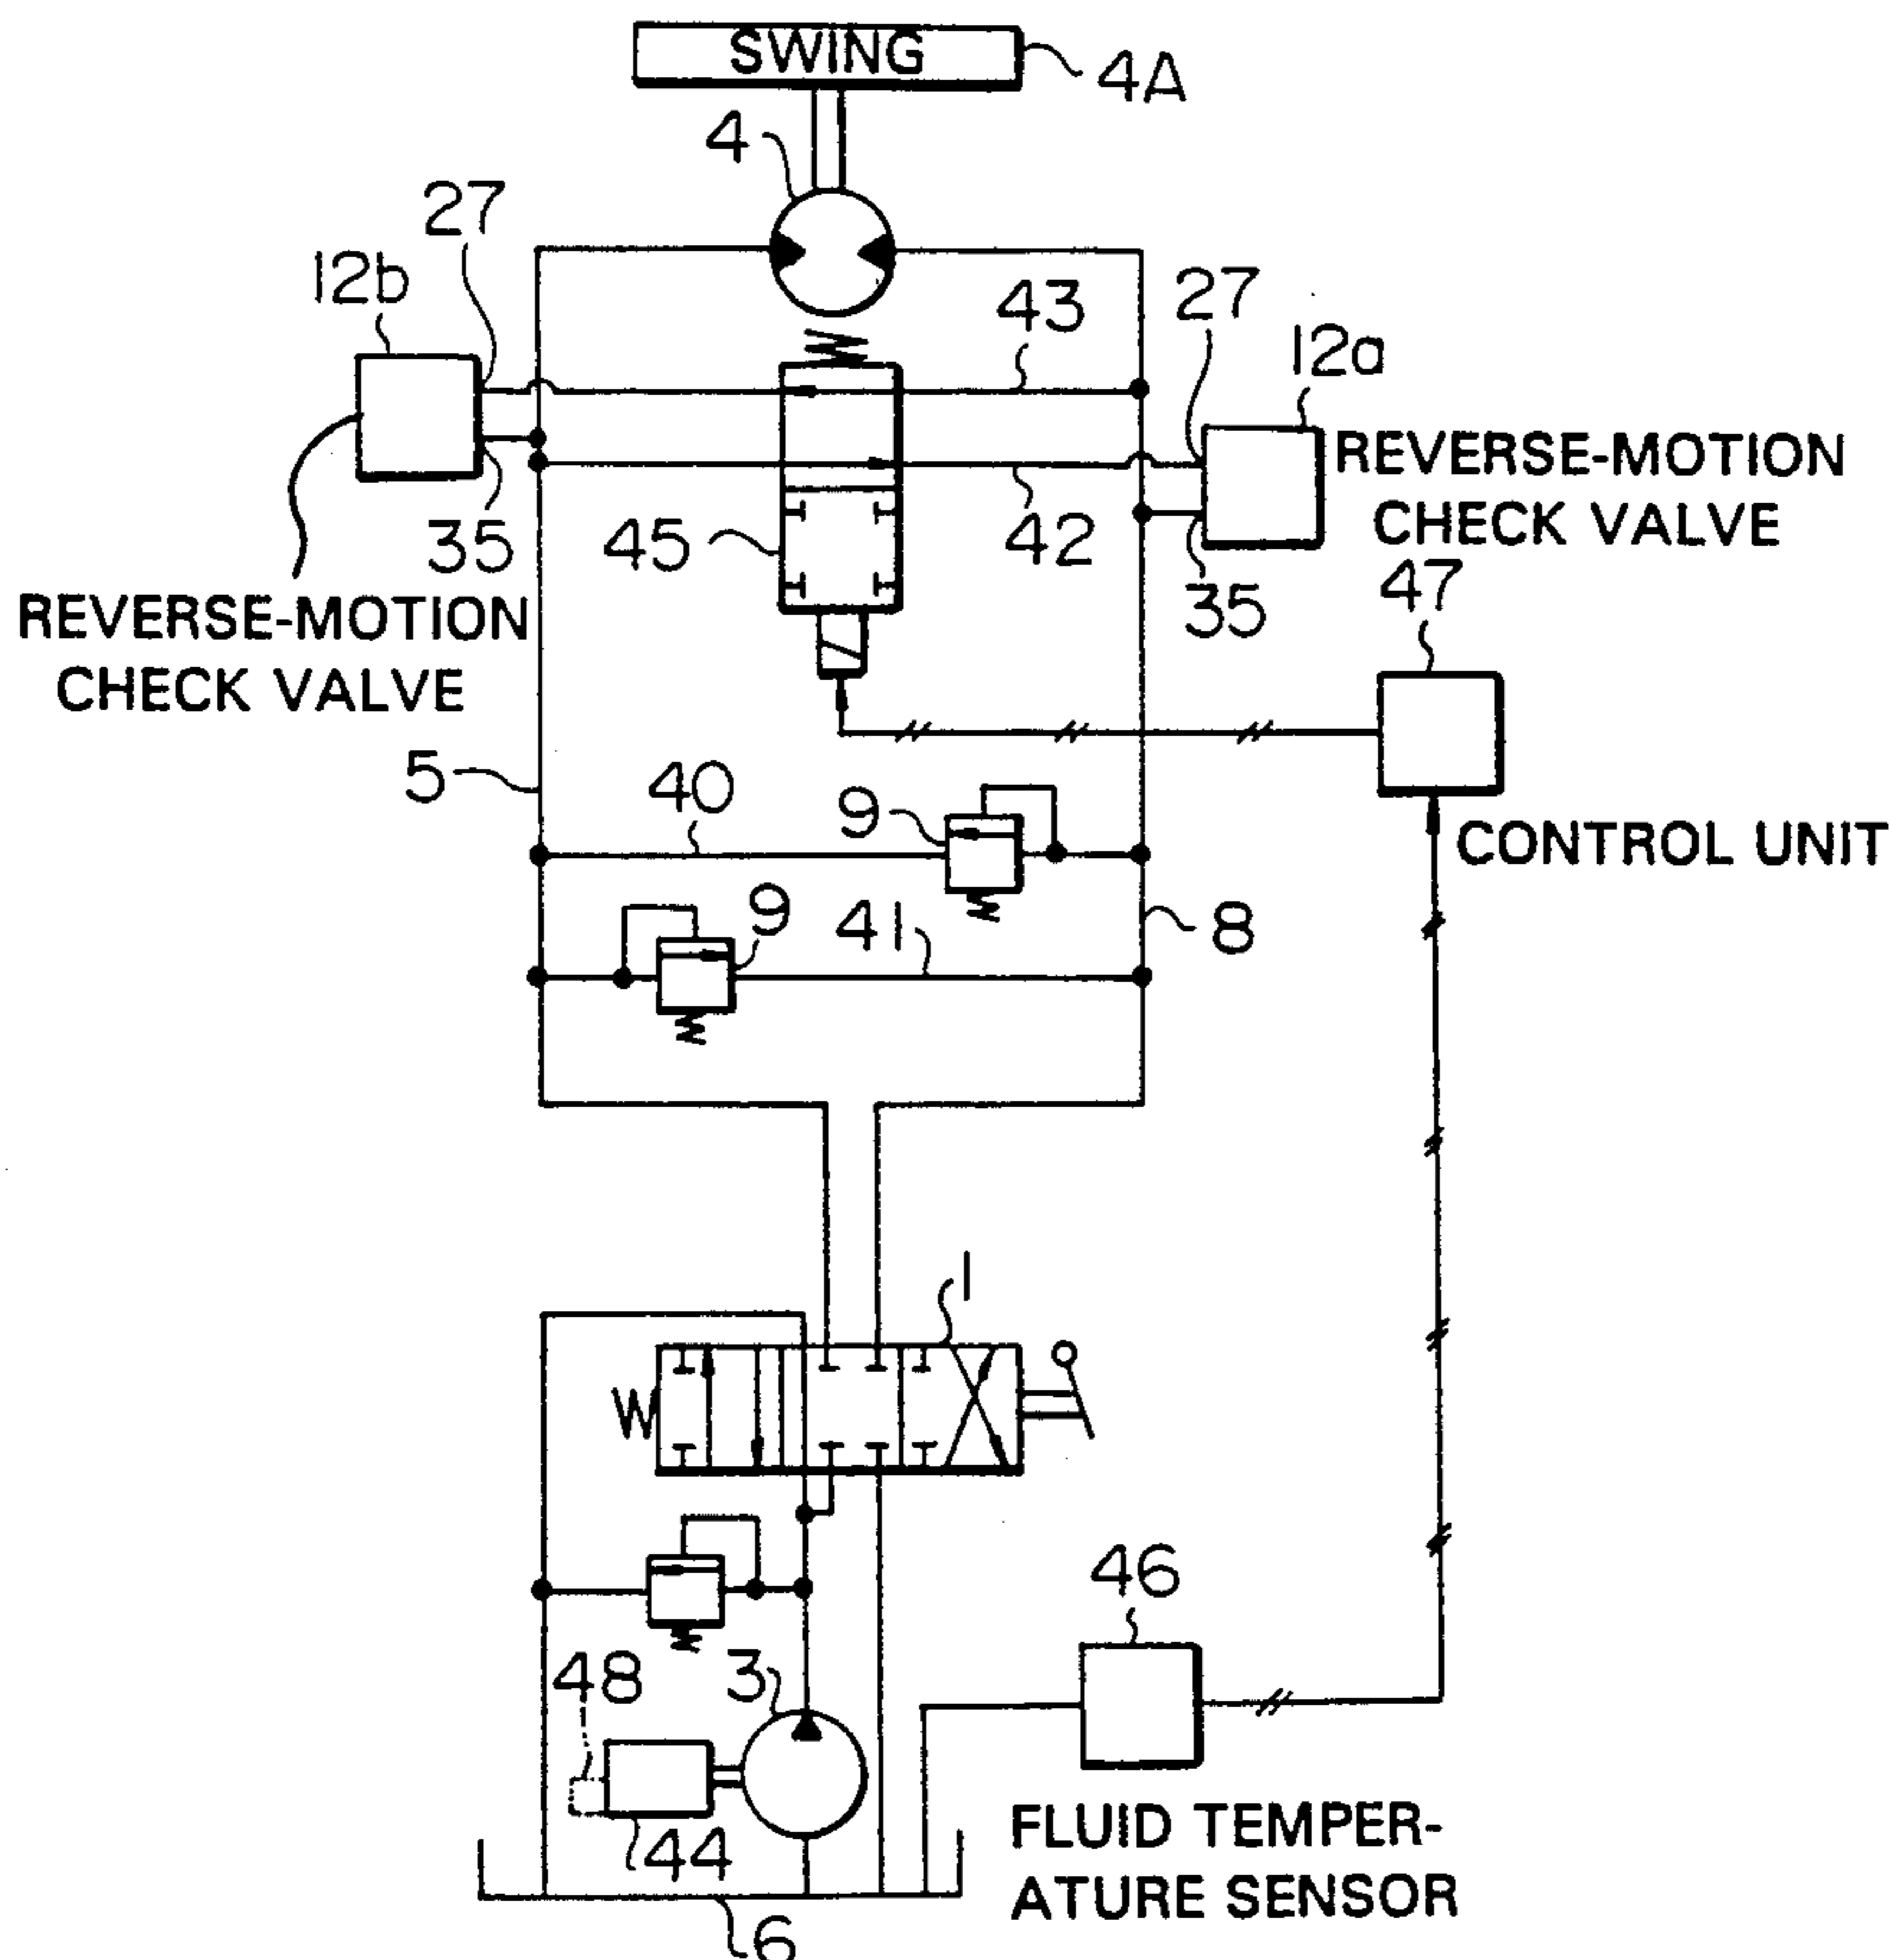 SWING
4A
4
27
12b
43
27
12a
REVERSE-MOTION
CHECK VALVE
35
45
42
35
47
REVERSE-MOTION
CHECK VALVE
5
40
9
CONTROL UNIT
9
41
8
1
46
48
3
44
FLUID TEMPER-
ATURE SENSOR
6